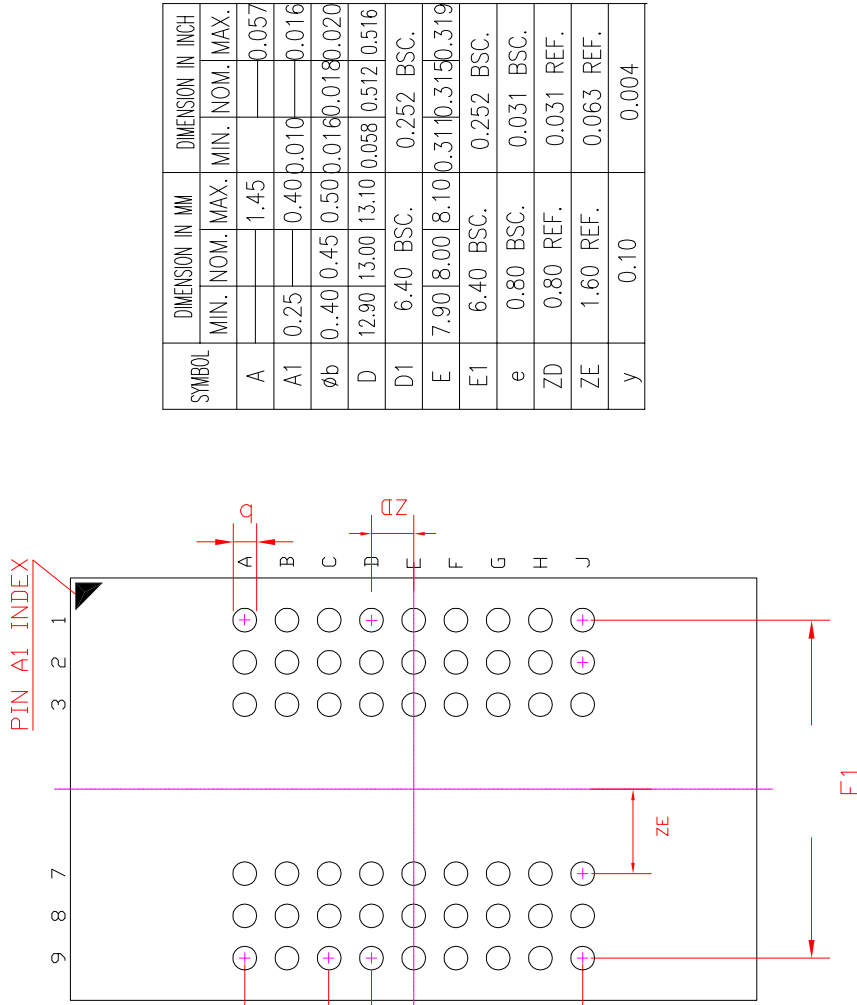 SYMBOL DIMENSION IN MM DIMENSION IN INCH
MIN. NOM. MAX. MIN. NOM. MAX.
A — — 1.45 — — 0.057
A1 0.25 — 0.40 0.010 — 0.016
øb 0..40 0.45 0.50 0.016 0.018 0.020
D 12.90 13.00 13.10 0.058 0.512 0.516
D1 6.40 BSC. 0.252 BSC.
E 7.90 8.00 8.10 0.311 0.315 0.319
E1 6.40 BSC. 0.252 BSC.
e 0.80 BSC. 0.031 BSC.
ZD 0.80 REF. 0.031 REF.
ZE 1.60 REF. 0.063 REF.
y 0.10 0.004
PIN A1 INDEX
1 2 3 7 8 9
A
B
C
D
E
F
G
H
J
b
ZD
ZE
E1